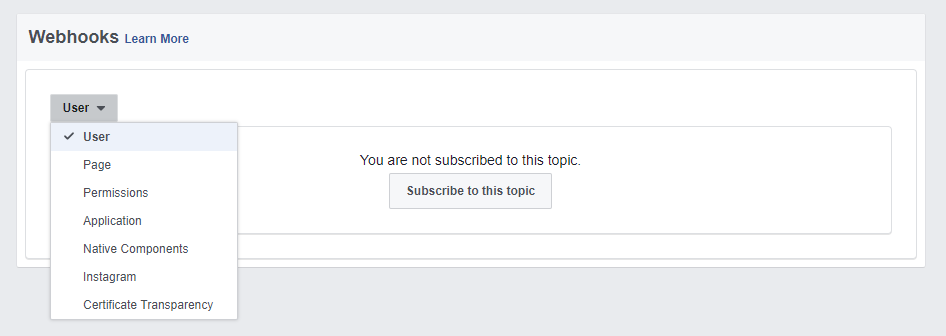 Webhooks Learn More
User
User
Page
Permissions
Application
Native Components
Instagram
Certificate Transparency
You are not subscribed to this topic.
Subscribe to this topic